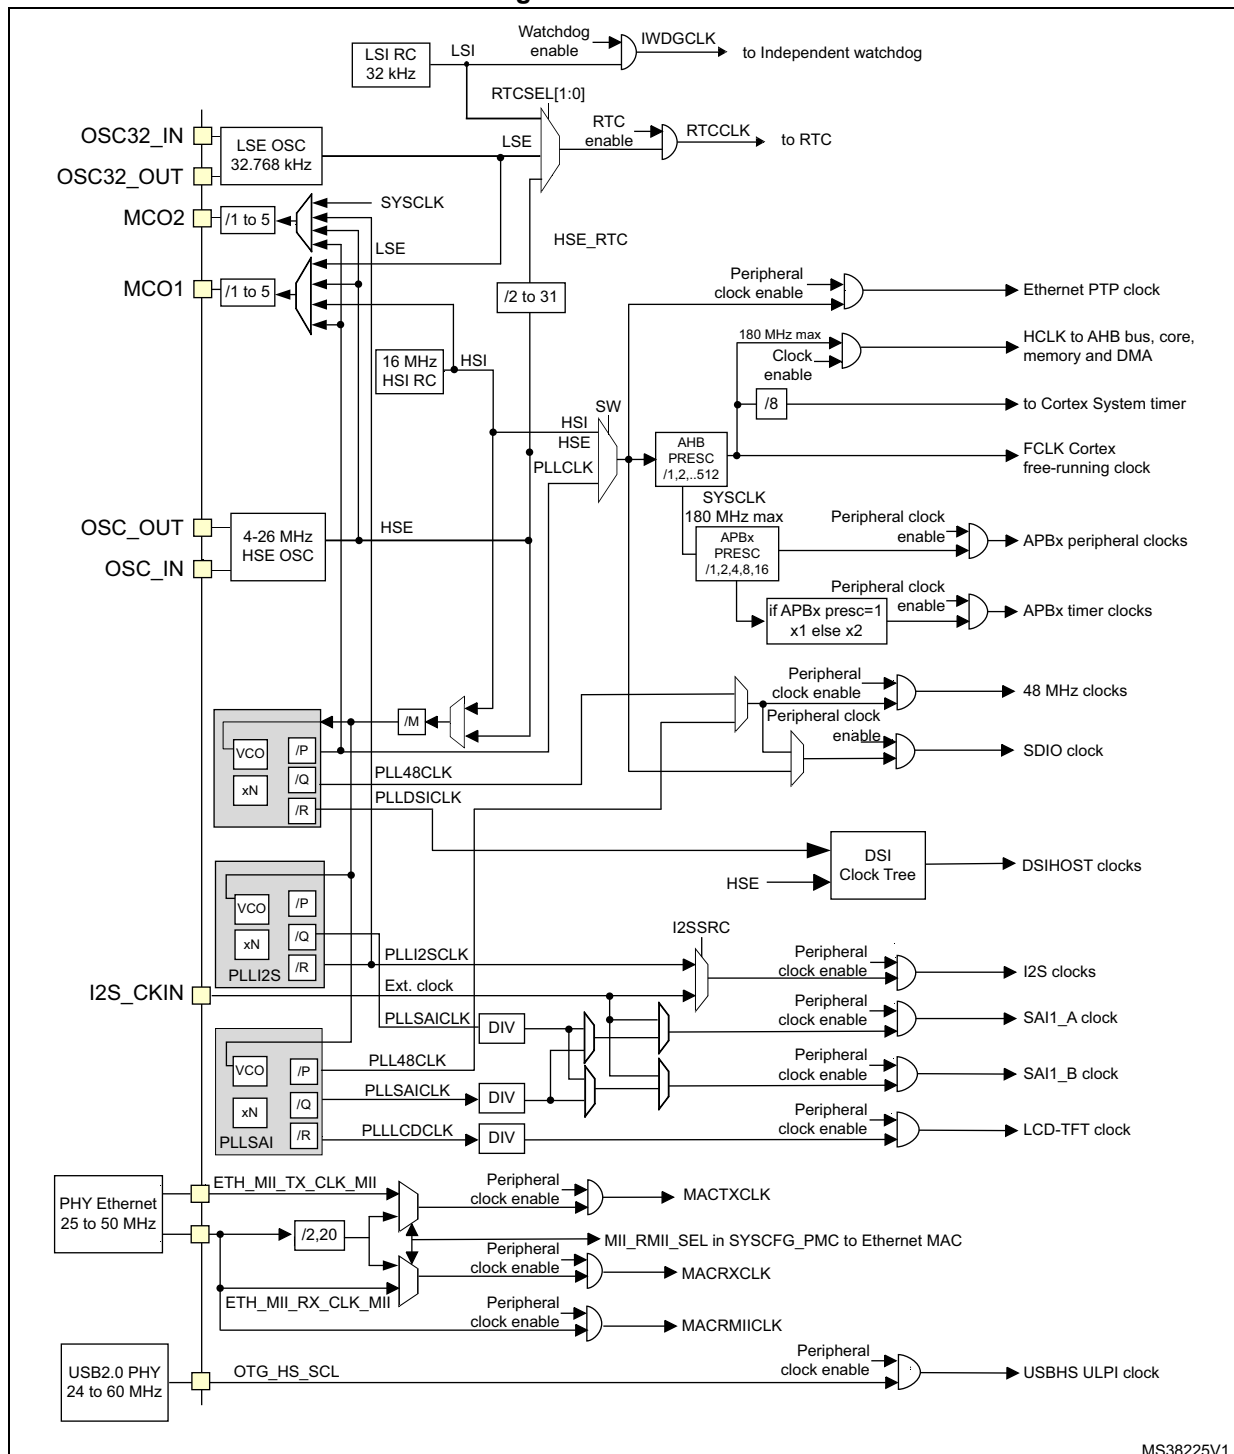 g
Watchdog
enable
IWDGCLK
to Independent watchdog
LSI RC
32 kHz
LSI
RTCSEL[1:0]
OSC32_IN
OSC32_OUT
LSE OSC
32.768 kHz
LSE
RTC
enable
RTCCLK
to RTC
MCO2
/1 to 5
SYSCLK
LSE
HSE_RTC
MCO1
/1 to 5
/2 to 31
Peripheral
clock enable
Ethernet PTP clock
16 MHz
HSI RC
HSI
180 MHz max
Clock
enable
HCLK to AHB bus, core,
memory and DMA
/8
to Cortex System timer
SW
HSI
HSE
PLLCLK
AHB
PRESC
/1,2,..512
FCLK Cortex
free-running clock
SYSCLK
180 MHz max
OSC_OUT
OSC_IN
4-26 MHz
HSE OSC
HSE
APBx
PRESC
/1,2,4,8,16
Peripheral clock
enable
APBx peripheral clocks
if APBx presc=1
x1 else x2
Peripheral clock
enable
APBx timer clocks
Peripheral
clock enable
48 MHz clocks
Peripheral clock
enable
SDIO clock
/M
VCO
xN
/P
/Q
/R
PLL48CLK
PLLDSICLK
DSI
Clock Tree
HSE
DSIHOST clocks
VCO
xN
PLLI2S
/P
/Q
/R
PLLI2SCLK
I2SSRC
Peripheral
clock enable
I2S clocks
I2S_CKIN
Ext. clock
PLLSAICLK
DIV
Peripheral
clock enable
SAI1_A clock
VCO
xN
PLLSAI
/P
/Q
/R
PLL48CLK
PLLSAICLK
DIV
Peripheral
clock enable
SAI1_B clock
PLLLCDCLK
DIV
Peripheral
clock enable
LCD-TFT clock
PHY Ethernet
25 to 50 MHz
ETH_MII_TX_CLK_MII
Peripheral
clock enable
MACTXCLK
/2,20
MII_RMII_SEL in SYSCFG_PMC to Ethernet MAC
Peripheral
clock enable
MACRXCLK
ETH_MII_RX_CLK_MII
Peripheral
clock enable
MACRMIICLK
USB2.0 PHY
24 to 60 MHz
OTG_HS_SCL
Peripheral
clock enable
USBHS ULPI clock
MS38225V1